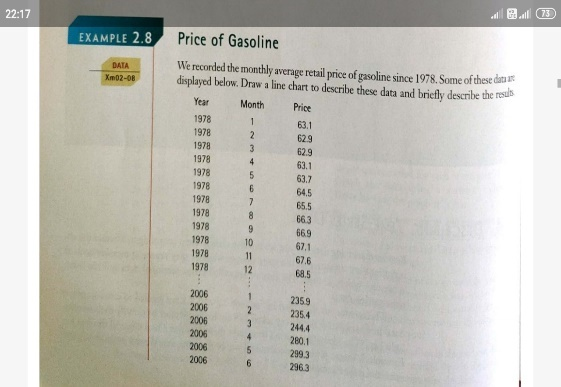 22:17
73
EXAMPLE 2.8 Price of Gasoline
DATA
Xm02-08
We recorded the monthly average retail price of gasoline since 1978. Some of these data are
displayed below. Draw a line chart to describe these data and briefly describe the results.
Year Month Price
1978 1 63.1
1978 2 62.9
1978 3 62.9
1978 4 63.1
1978 5 63.7
1978 6 64.5
1978 7 65.5
1978 8 66.3
1978 9 66.9
1978 10 67.1
1978 11 67.6
1978 12 68.5
2006 1 235.9
2006 2 235.4
2006 3 244.4
2006 4 280.1
2006 5 299.3
2006 6 296.3